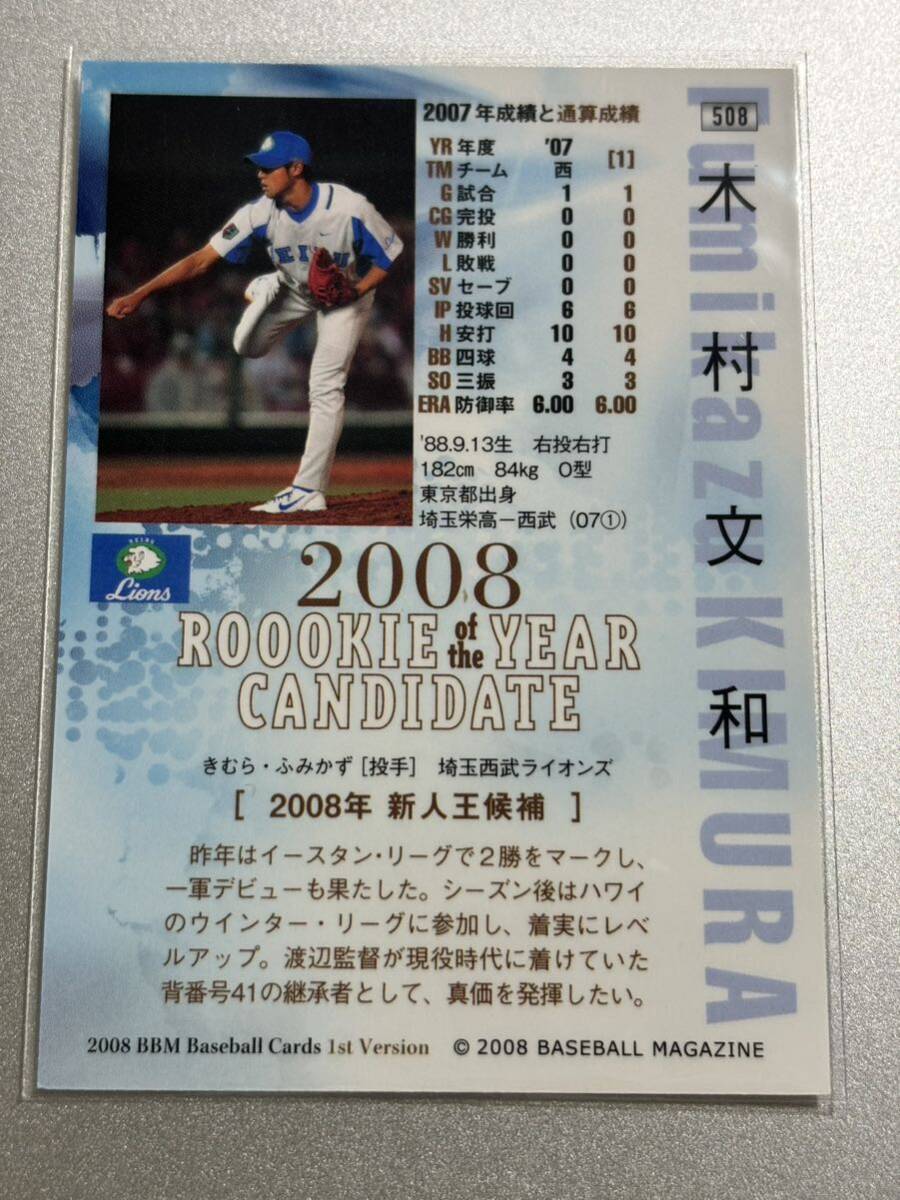 508
木村文和
Fumikazu KIMURA
2007年成績と通算成績
YR 年度 '07 [1]
TM チーム 西
G 試合 1 1
CG 完投 0 0
W 勝利 0 0
L 敗戦 0 0
SV セーブ 0 0
IP 投球回 6 6
H 安打 10 10
BB 四球 4 4
SO 三振 3 3
ERA 防御率 6.00 6.00
'88.9.13生 右投右打
182㎝ 84㎏ O型
東京都出身
埼玉栄高－西武（07①）
SEIBU
Lions
2008
ROOOKIE of the YEAR
CANDIDATE
きむら・ふみかず［投手］ 埼玉西武ライオンズ
［ 2008年 新人王候補 ］
昨年はイースタン・リーグで２勝をマークし、
一軍デビューも果たした。シーズン後はハワイ
のウインター・リーグに参加し、着実にレベ
ルアップ。渡辺監督が現役時代に着けていた
背番号41の継承者として、真価を発揮したい。
2008 BBM Baseball Cards 1st Version © 2008 BASEBALL MAGAZINE